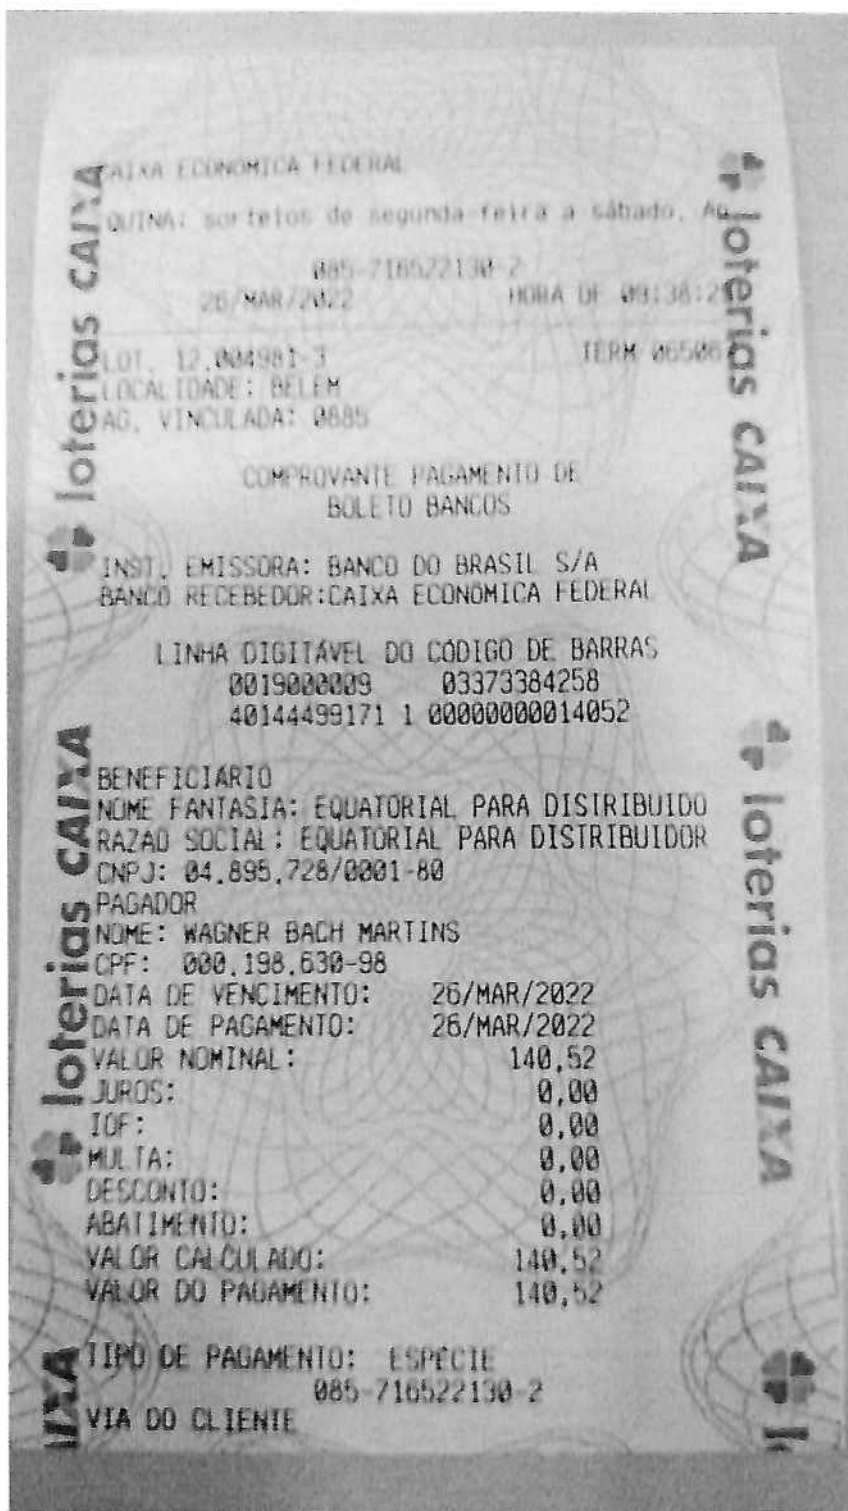 CAIXA ECONOMICA FEDERAL
QUINA: sorteios de segunda-feira a sábado. Ag
085-716522130-2
26/MAR/2022 HORA DF 09:38:2
LOT. 12.004981-3 TERM 06506
LOCALIDADE: BELEM
AG. VINCULADA: 0885
COMPROVANTE PAGAMENTO DE
BOLETO BANCOS
INST. EMISSORA: BANCO DO BRASIL S/A
BANCO RECEBEDOR:CAIXA ECONOMICA FEDERAL
LINHA DIGITÁVEL DO CODIGO DE BARRAS
0019000009 03373384258
40144499171 1 00000000014052
BENEFICIARIO
NOME FANTASIA: EQUATORIAL PARA DISTRIBUIDO
RAZAO SOCIAL: EQUATORIAL PARA DISTRIBUIDOR
CNPJ: 04.895.728/0001-80
PAGADOR
NOME: WAGNER BACH MARTINS
CPF: 000.198.630-98
DATA DE VENCIMENTO: 26/MAR/2022
DATA DE PAGAMENTO: 26/MAR/2022
VALOR NOMINAL: 140,52
JUROS: 0,00
IOF: 0,00
MULTA: 0,00
DESCONTO: 0,00
ABATIMENTO: 0,00
VALOR CALCULADO: 140,52
VALOR DO PAGAMENTO: 140,52
TIPO DE PAGAMENTO: ESPECIE
085-716522130-2
VIA DO CLIENTE
loterias CAIXA
loterias CAIXA
loterias CAIXA
loterias CAIXA